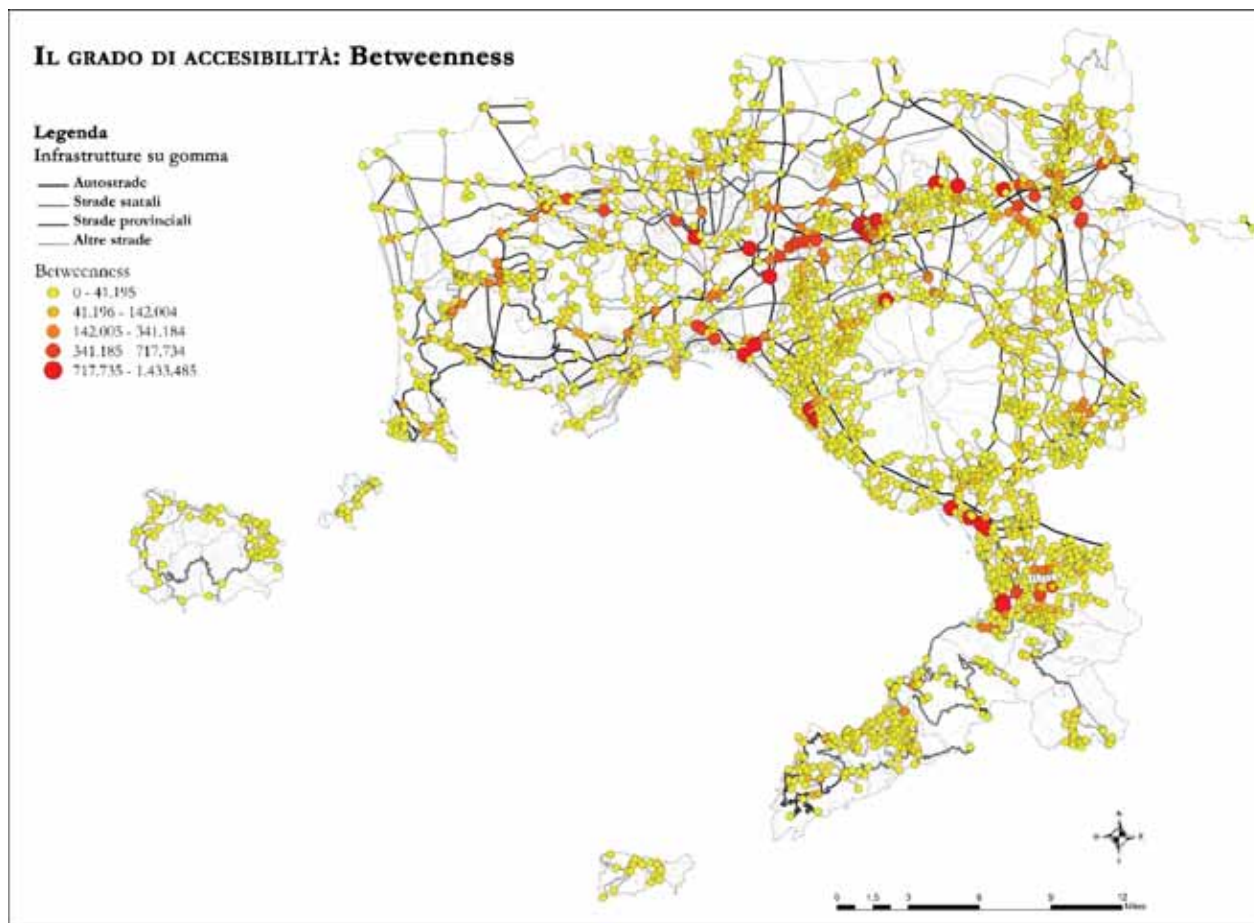 IL GRADO DI ACCESIBILITÀ: Betweenness
Legenda
Infrastrutture su gomma
Autostrade
Strade statali
Strade provinciali
Altre strade
Betweenness
0 - 41.195
41.196 - 142.004
142.005 - 341.184
341.185 717.734
717.735 - 1.433.485
0 1,5 3 6 9 12